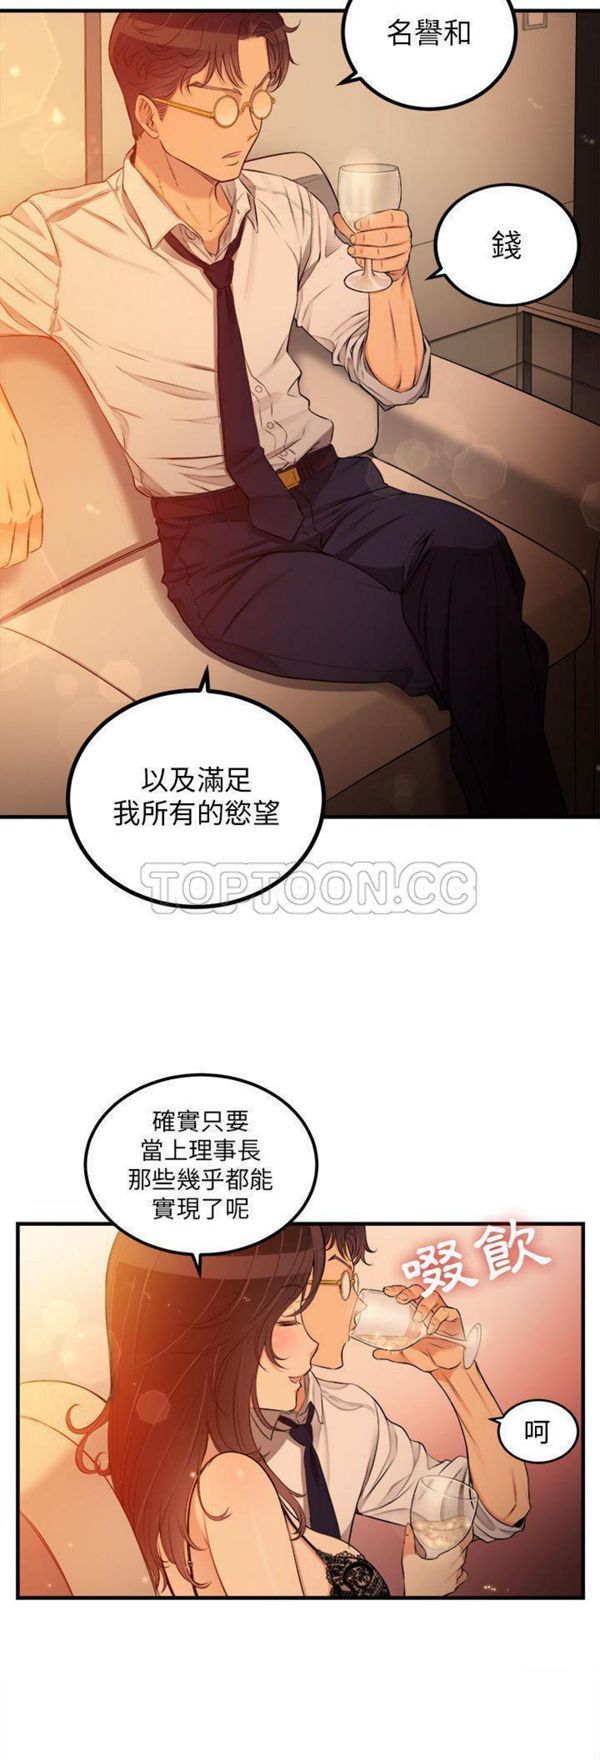 名譽和
錢
以及滿足
我所有的慾望
TOPTOON.CC
確實只要
當上理事長
那些幾乎都能
實現了呢
啜飲
呵